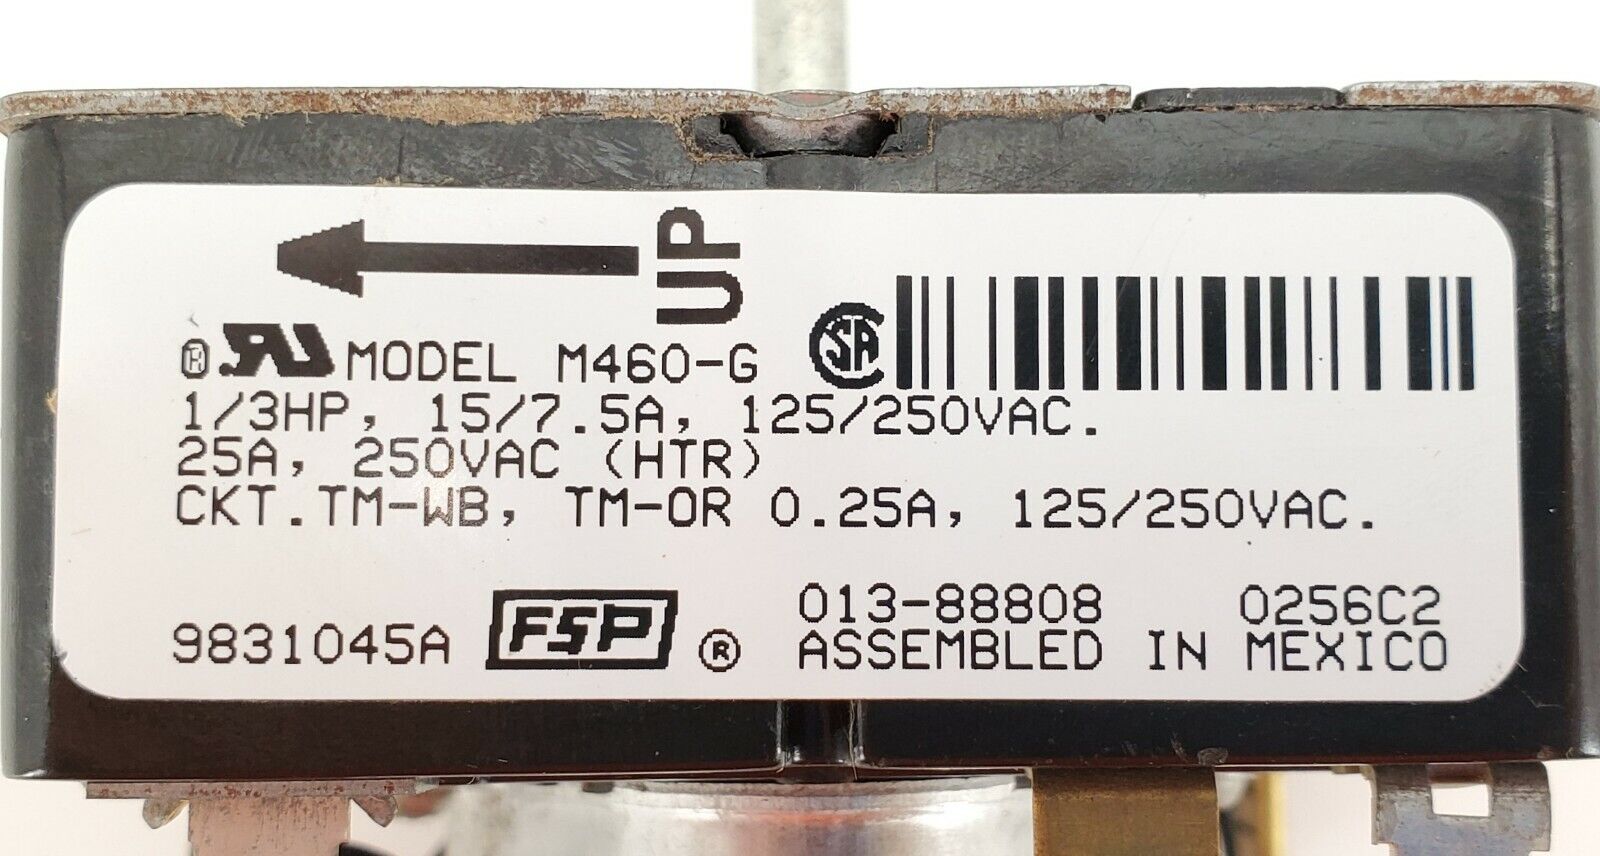 UP
MODEL M460-G
1/3HP, 15/7.5A, 125/250VAC.
25A, 250VAC (HTR)
CKT.TM-WB, TM-OR 0.25A, 125/250VAC.
9831045A FSP ® 013-88808 0256C2
ASSEMBLED IN MEXICO